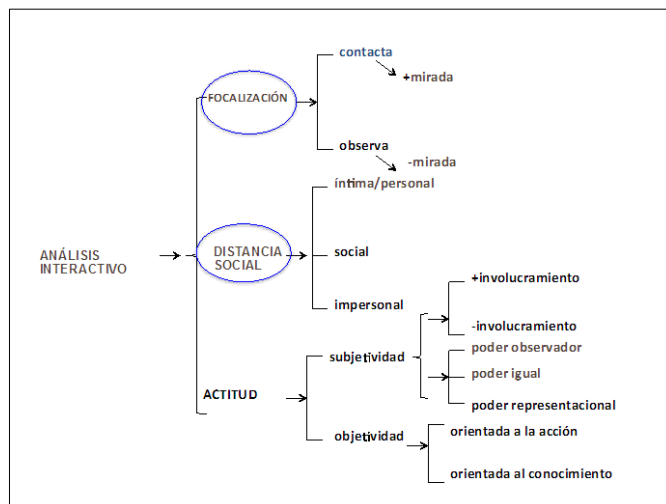 contacta
+mirada
FOCALIZACIÓN
observa
-mirada
íntima/personal
ANÁLISIS
INTERACTIVO
DISTANCIA
SOCIAL
social
impersonal
+involucramiento
-involucramiento
subjetividad
poder observador
poder igual
poder representacional
ACTITUD
objetividad
orientada a la acción
orientada al conocimiento